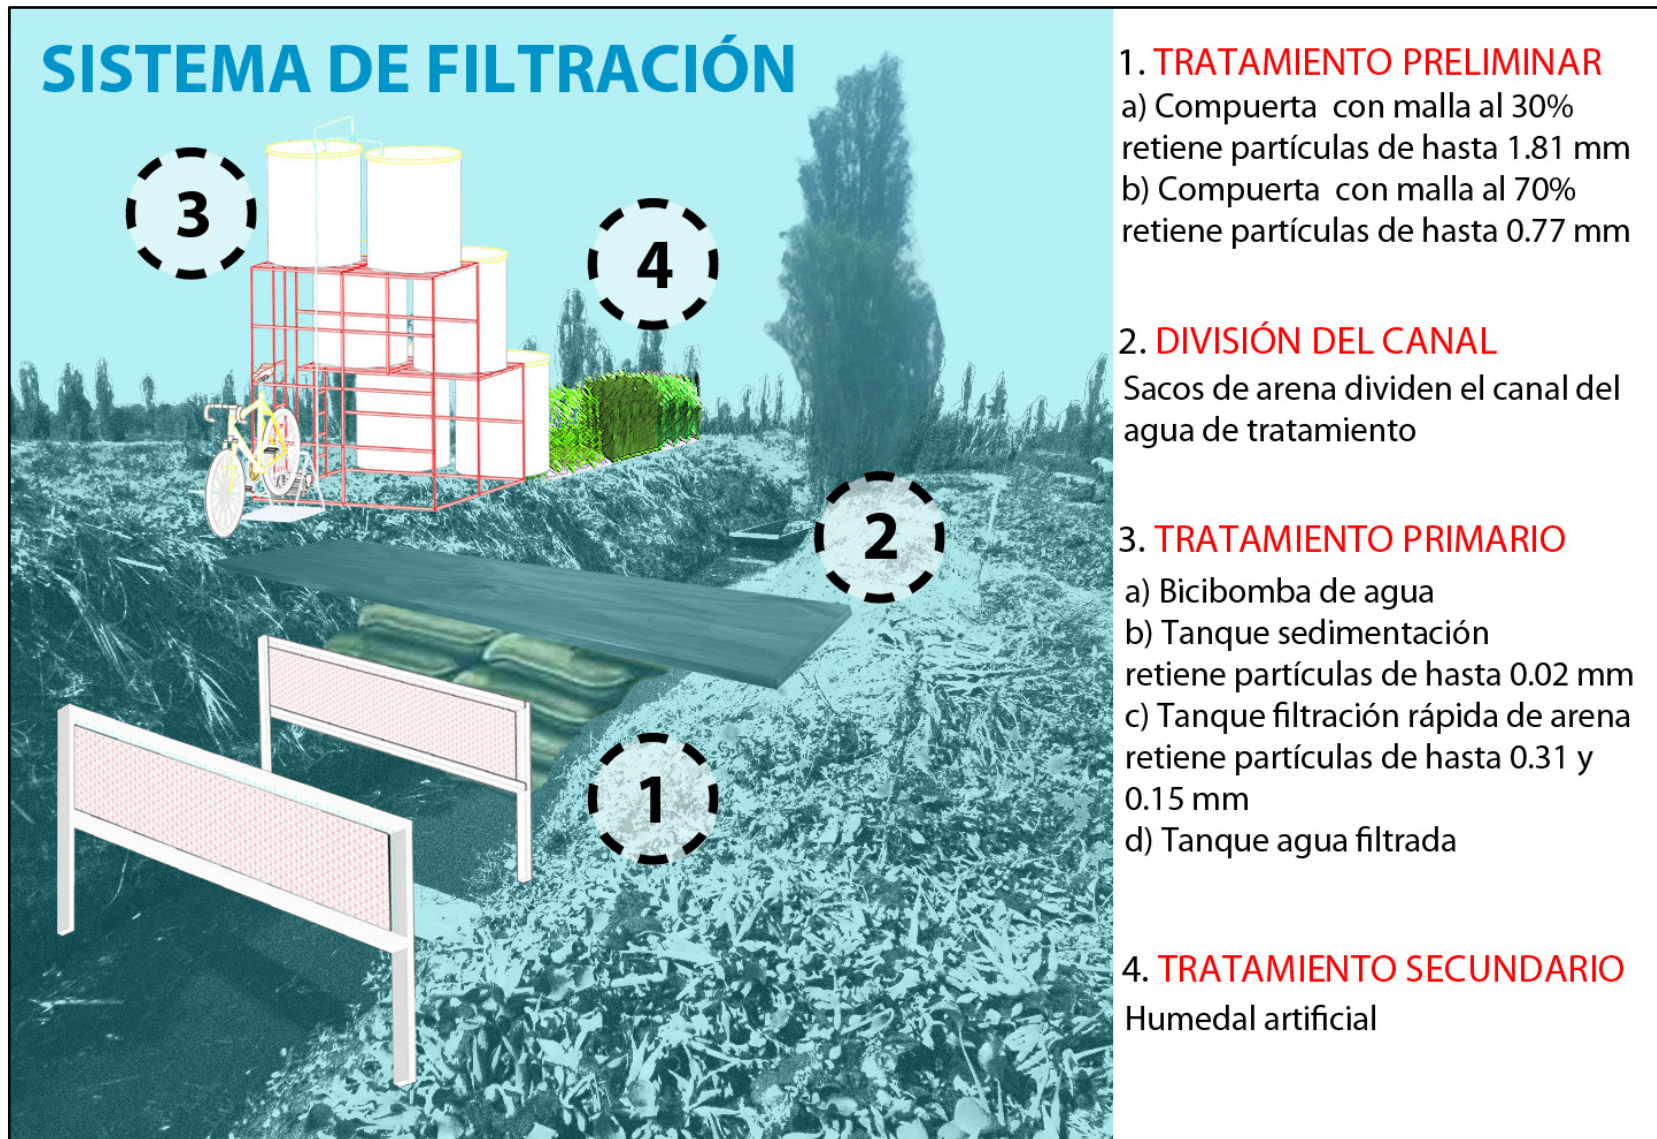 SISTEMA DE FILTRACIÓN
3
4
2
1
1. TRATAMIENTO PRELIMINAR
a) Compuerta con malla al 30%
retiene partículas de hasta 1.81 mm
b) Compuerta con malla al 70%
retiene partículas de hasta 0.77 mm
2. DIVISIÓN DEL CANAL
Sacos de arena dividen el canal del
agua de tratamiento
3. TRATAMIENTO PRIMARIO
a) Bicibomba de agua
b) Tanque sedimentación
retiene partículas de hasta 0.02 mm
c) Tanque filtración rápida de arena
retiene partículas de hasta 0.31 y
0.15 mm
d) Tanque agua filtrada
4. TRATAMIENTO SECUNDARIO
Humedal artificial